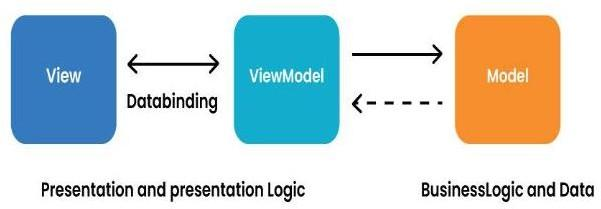 View
ViewModel
Model
Databinding
Presentation and presentation Logic
BusinessLogic and Data